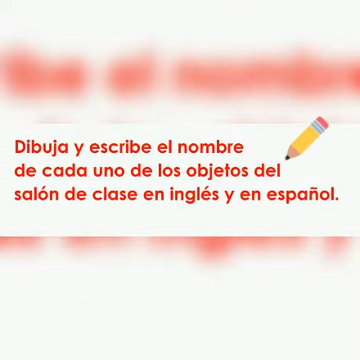 Dibuja y escribe el nombre
de cada uno de los objetos del
salón de clase en inglés y en español.